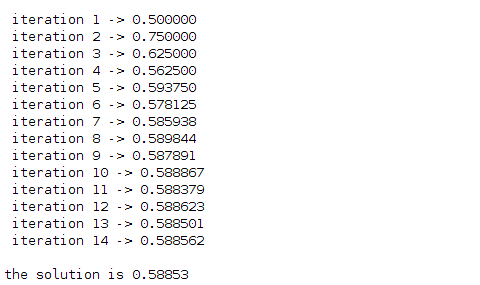 iteration 1 -> 0.500000
iteration 2 -> 0.750000
iteration 3 -> 0.625000
iteration 4 -> 0.562500
iteration 5 -> 0.593750
iteration 6 -> 0.578125
iteration 7 -> 0.585938
iteration 8 -> 0.589844
iteration 9 -> 0.587891
iteration 10 -> 0.588867
iteration 11 -> 0.588379
iteration 12 -> 0.588623
iteration 13 -> 0.588501
iteration 14 -> 0.588562
the solution is 0.58853